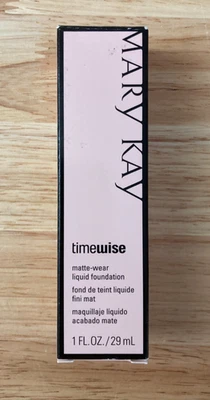 MARY KAY
timewise
matte-wear
liquid foundation
fond de teint liquide
fini mat
maquillaje líquido
acabado mate
1 FL.OZ./29 mL